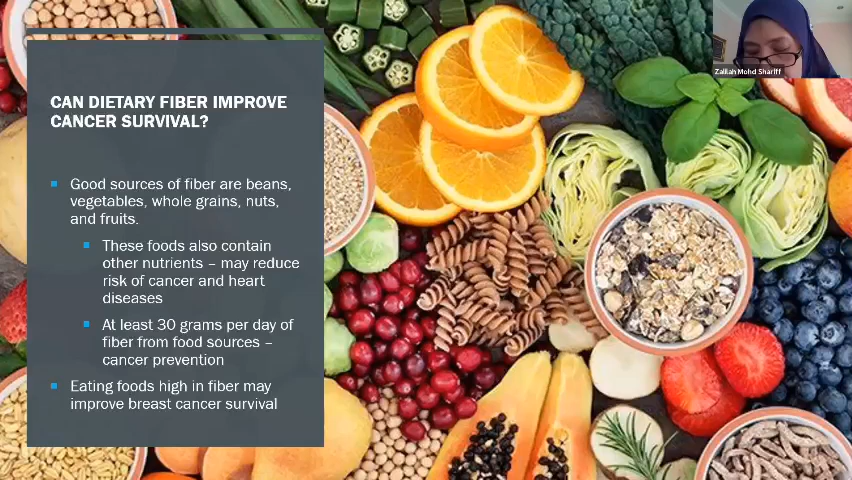 CAN DIETARY FIBER IMPROVE
CANCER SURVIVAL?
Good sources of fiber are beans,
vegetables, whole grains, nuts,
and fruits.
These foods also contain
other nutrients – may reduce
risk of cancer and heart
diseases
At least 30 grams per day of
fiber from food sources –
cancer prevention
Eating foods high in fiber may
improve breast cancer survival
Zalilah Mohd Shariff